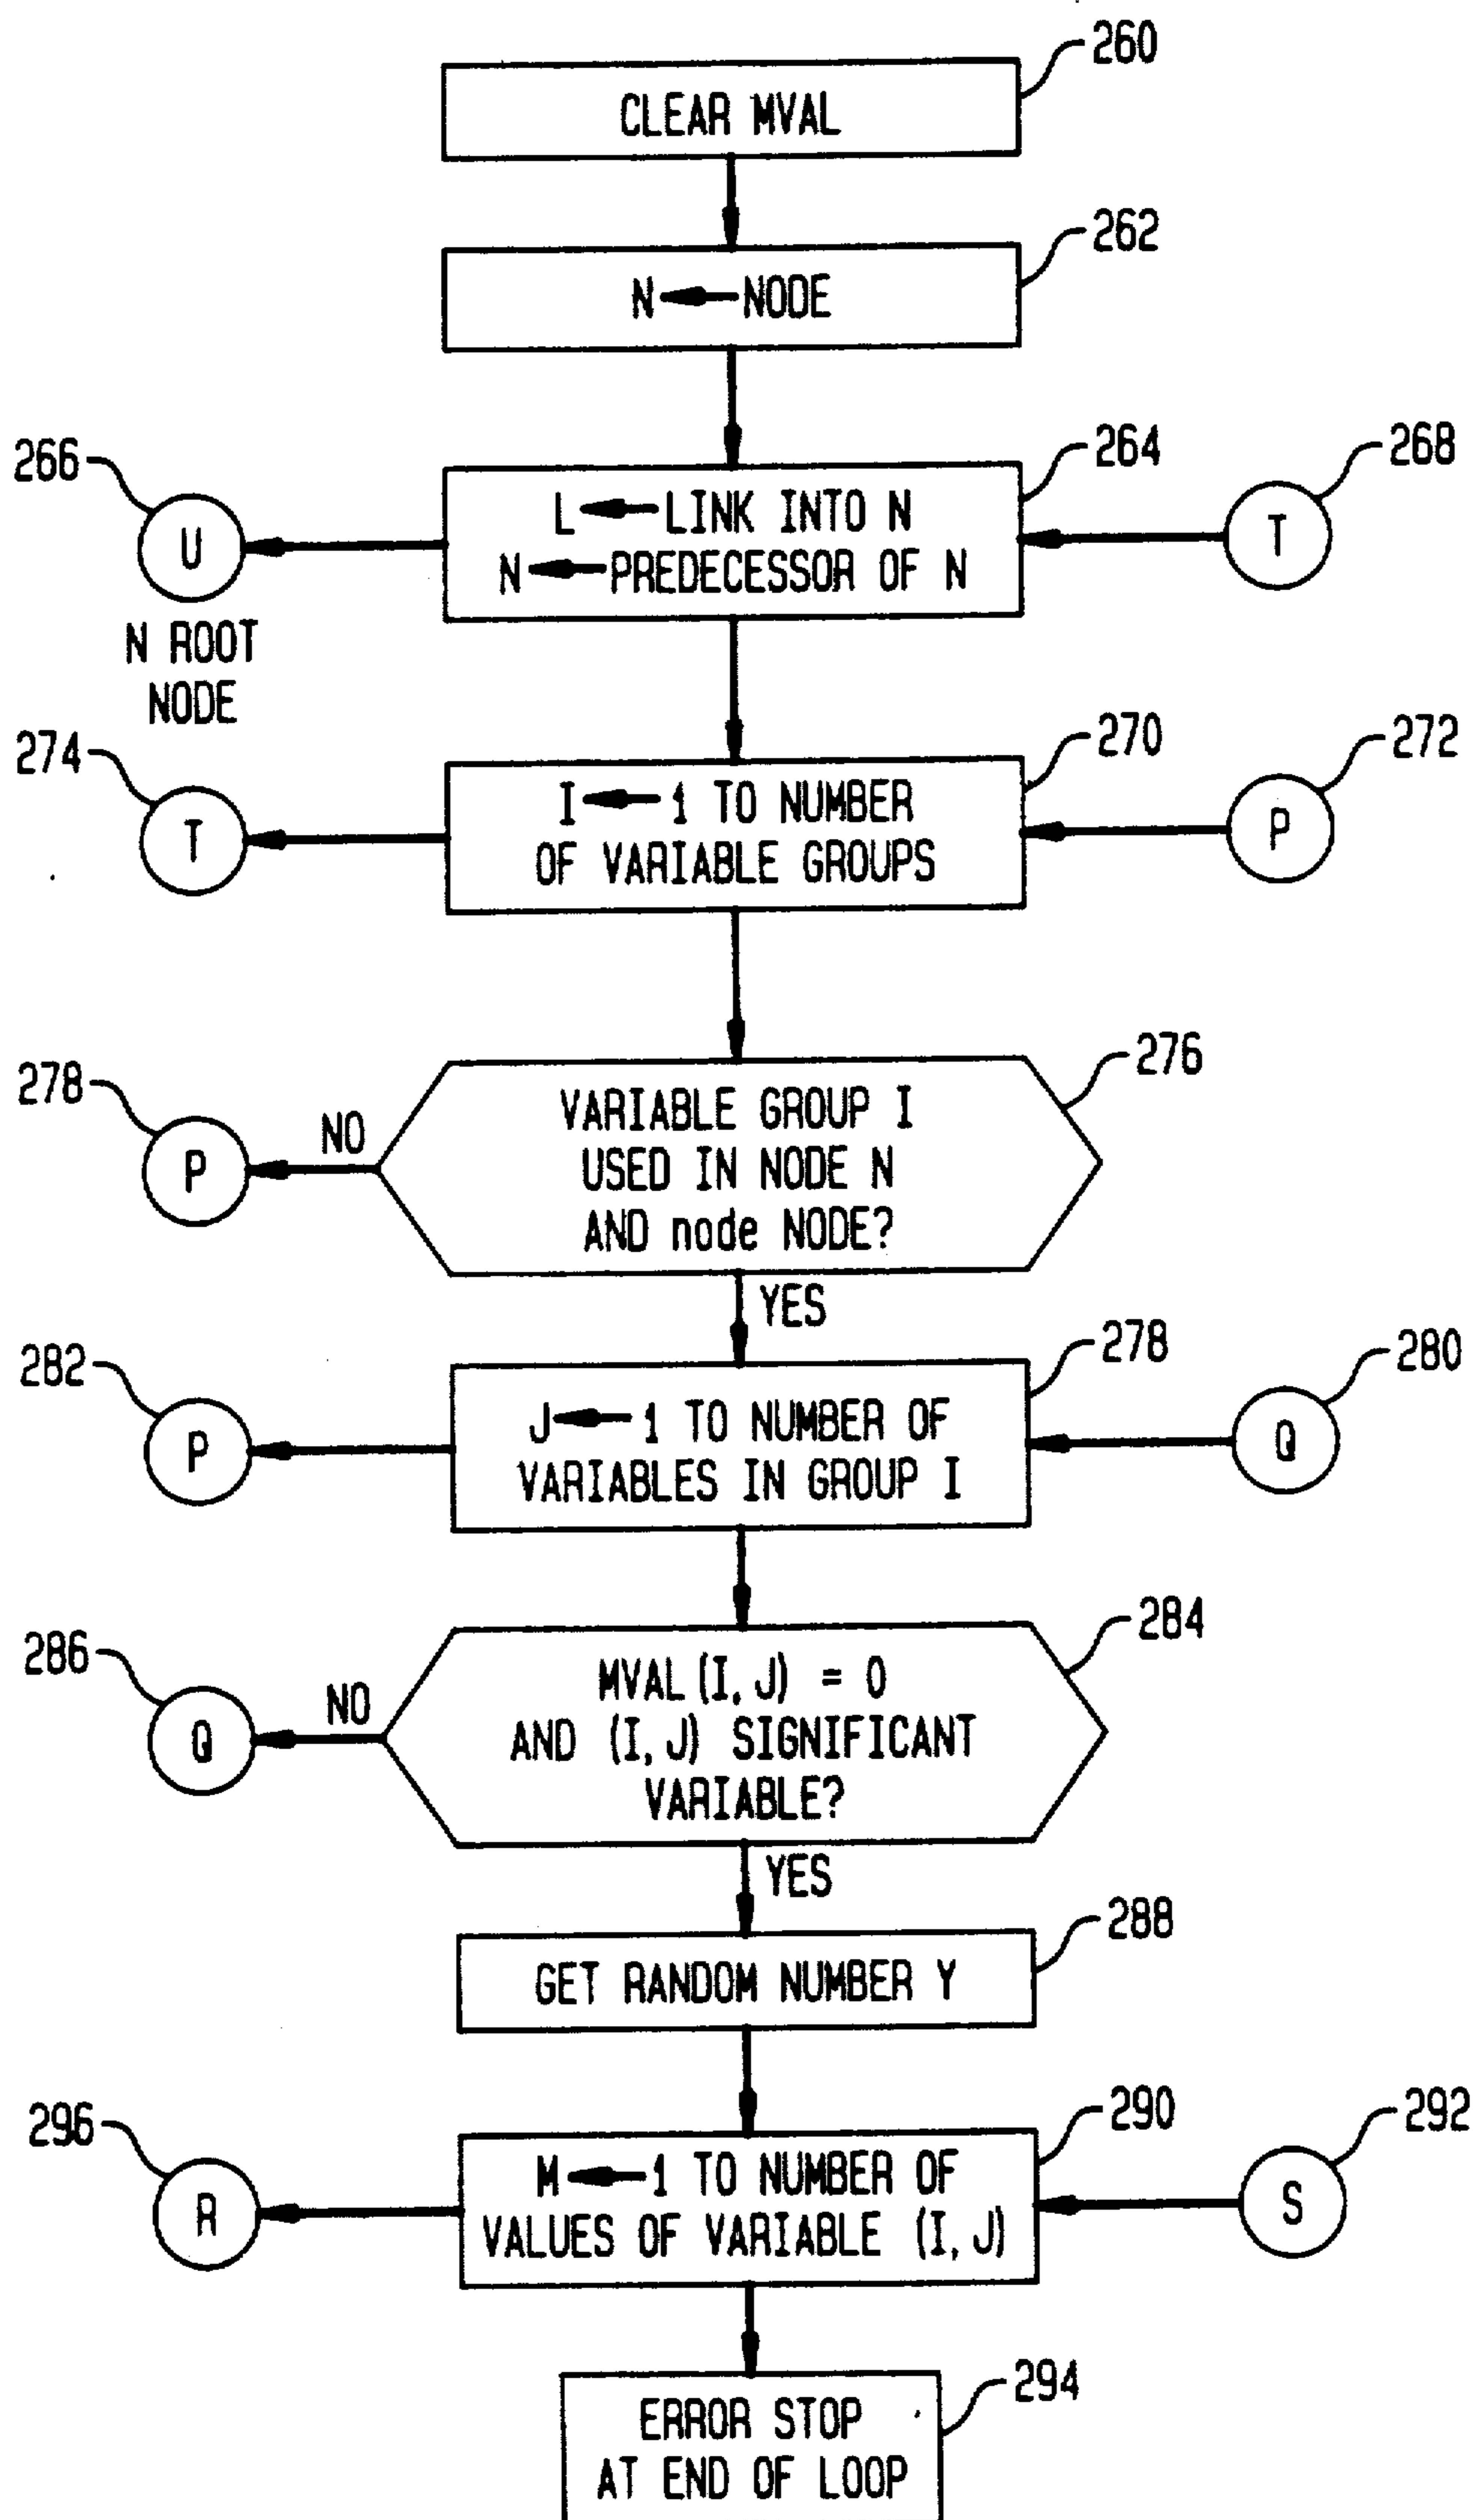 260
CLEAR MVAL
262
N ← NODE
266
264
268
U
L ← LINK INTO N
N ← PREDECESSOR OF N
T
N ROOT
NODE
274
270
272
T
I ← 1 TO NUMBER
OF VARIABLE GROUPS
P
278
276
P
NO
VARIABLE GROUP I
USED IN NODE N
AND node NODE?
YES
282
278
280
P
J ← 1 TO NUMBER OF
VARIABLES IN GROUP I
Q
286
284
Q
NO
MVAL (I, J) = 0
AND (I, J) SIGNIFICANT
VARIABLE?
YES
288
GET RANDOM NUMBER Y
296
290
292
R
M ← 1 TO NUMBER OF
VALUES OF VARIABLE (I, J)
S
294
ERROR STOP
AT END OF LOOP